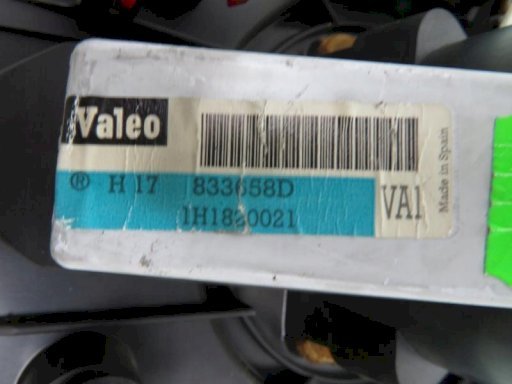 Valeo
® H 17 833658D
1H1820021
VA1
Made in Spain